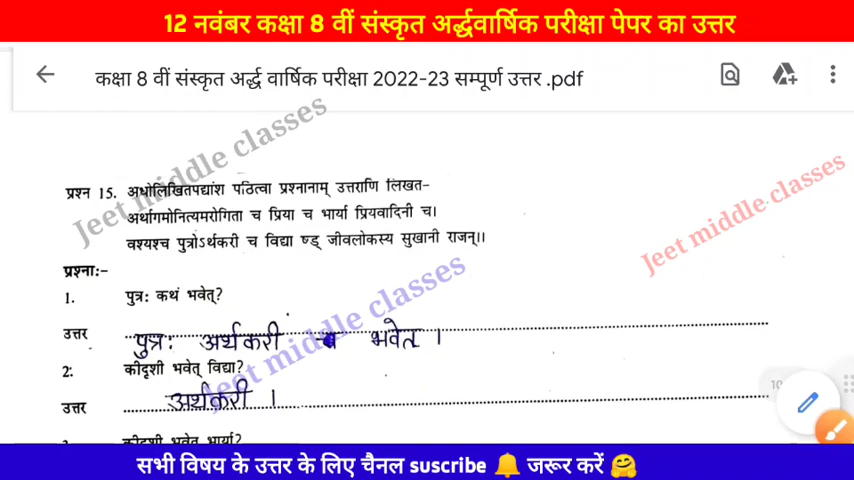 12 नवंबर कक्षा 8 वीं संस्कृत अर्द्धवार्षिक परीक्षा पेपर का उत्तर
कक्षा 8 वीं संस्कृत अर्द्ध वार्षिक परीक्षा 2022-23 सम्पूर्ण उत्तर .pdf
Jeet middle classes
प्रश्न 15. अधोलिखितपद्यांश पठित्वा प्रश्नानाम् उत्तराणि लिखत-
अर्थागमोनित्यमरोगिता च प्रिया च भार्या प्रियवादिनी च।
वश्यश्च पुत्रोऽर्थकरी च विद्या षड् जीवलोकस्य सुखानी राजन्।।
Jeet middle classes
प्रश्ना:-
1. पुत्र: कथं भवेत्?
उत्तर पुत्र: अर्थकरी भवेत् ।
Jeet middle classes
2: कीदृशी भवेत् विद्या?
उत्तर अर्थकरी ।
कीदृशी भवेत भार्या?
सभी विषय के उत्तर के लिए चैनल suscribe 🔔 जरूर करें 🤗